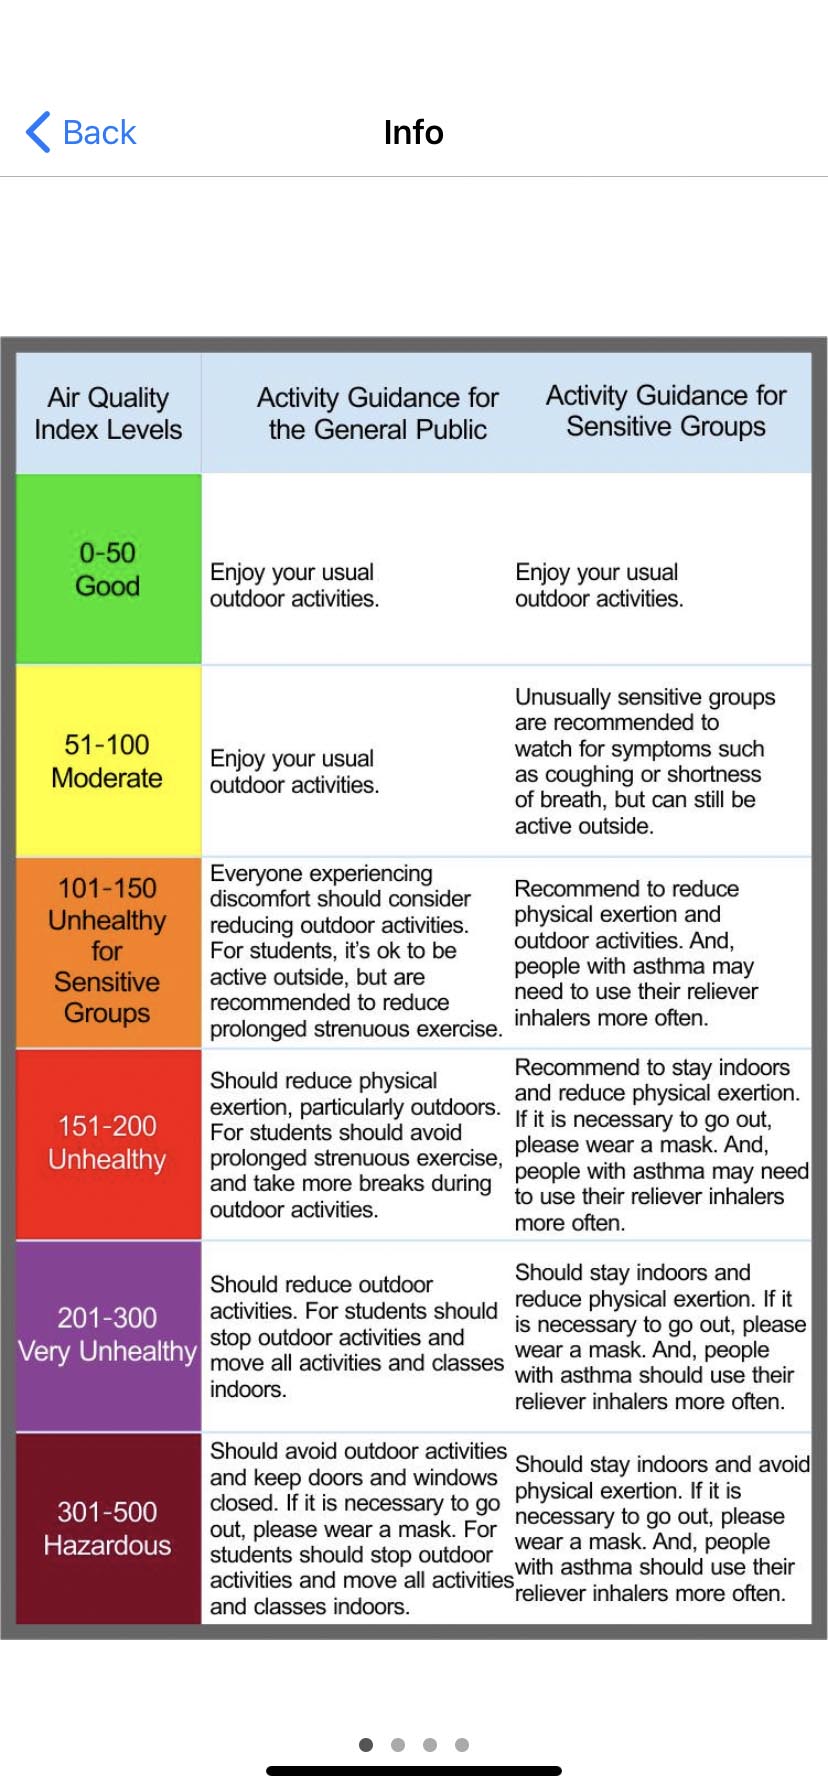 Back
Info
Air Quality
Index Levels
Activity Guidance for
the General Public
Activity Guidance for
Sensitive Groups
0-50
Good
Enjoy your usual
outdoor activities.
Enjoy your usual
outdoor activities.
51-100
Moderate
Enjoy your usual
outdoor activities.
Unusually sensitive groups
are recommended to
watch for symptoms such
as coughing or shortness
of breath, but can still be
active outside.
101-150
Unhealthy
for
Sensitive
Groups
Everyone experiencing
discomfort should consider
reducing outdoor activities.
For students, it's ok to be
active outside, but are
recommended to reduce
prolonged strenuous exercise.
Recommend to reduce
physical exertion and
outdoor activities. And,
people with asthma may
need to use their reliever
inhalers more often.
151-200
Unhealthy
Should reduce physical
exertion, particularly outdoors.
For students should avoid
prolonged strenuous exercise,
and take more breaks during
outdoor activities.
Recommend to stay indoors
and reduce physical exertion.
If it is necessary to go out,
please wear a mask. And,
people with asthma may need
to use their reliever inhalers
more often.
201-300
Very Unhealthy
Should reduce outdoor
activities. For students should
stop outdoor activities and
move all activities and classes
indoors.
Should stay indoors and
reduce physical exertion. If it
is necessary to go out, please
wear a mask. And, people
with asthma should use their
reliever inhalers more often.
301-500
Hazardous
Should avoid outdoor activities
and keep doors and windows
closed. If it is necessary to go
out, please wear a mask. For
students should stop outdoor
activities and move all activities
and classes indoors.
Should stay indoors and avoid
physical exertion. If it is
necessary to go out, please
wear a mask. And, people
with asthma should use their
reliever inhalers more often.